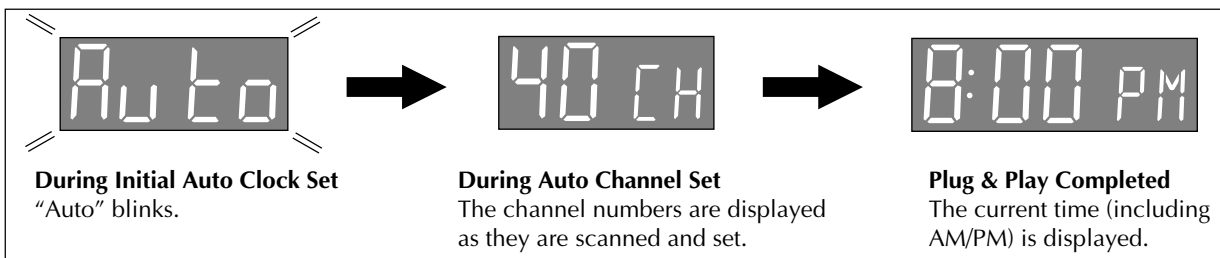 Auto
40 CH
8:00 PM
During Initial Auto Clock Set
“Auto” blinks.
During Auto Channel Set
The channel numbers are displayed
as they are scanned and set.
Plug & Play Completed
The current time (including
AM/PM) is displayed.